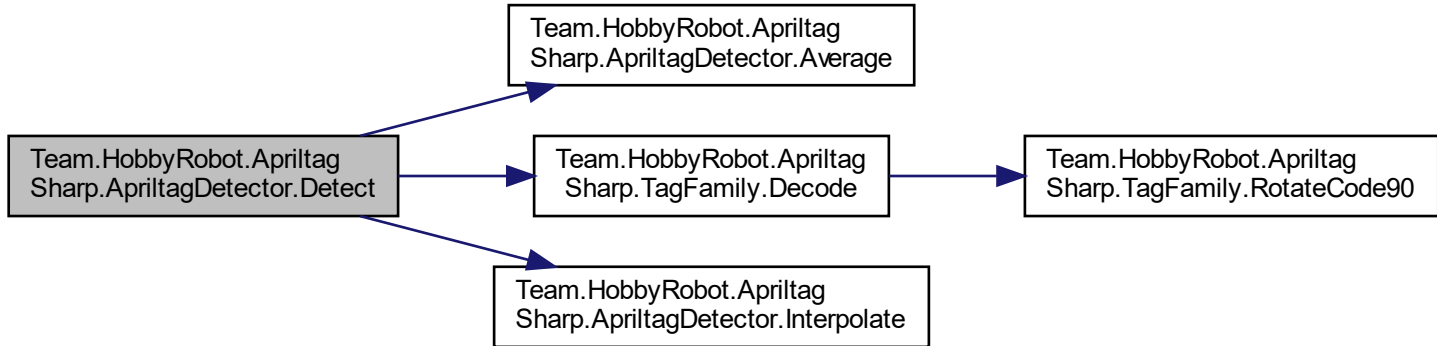 Team.HobbyRobot.Apriltag
Sharp.ApriltagDetector.Average
Team.HobbyRobot.Apriltag
Sharp.ApriltagDetector.Detect
Team.HobbyRobot.Apriltag
Sharp.TagFamily.Decode
Team.HobbyRobot.Apriltag
Sharp.TagFamily.RotateCode90
Team.HobbyRobot.Apriltag
Sharp.ApriltagDetector.Interpolate